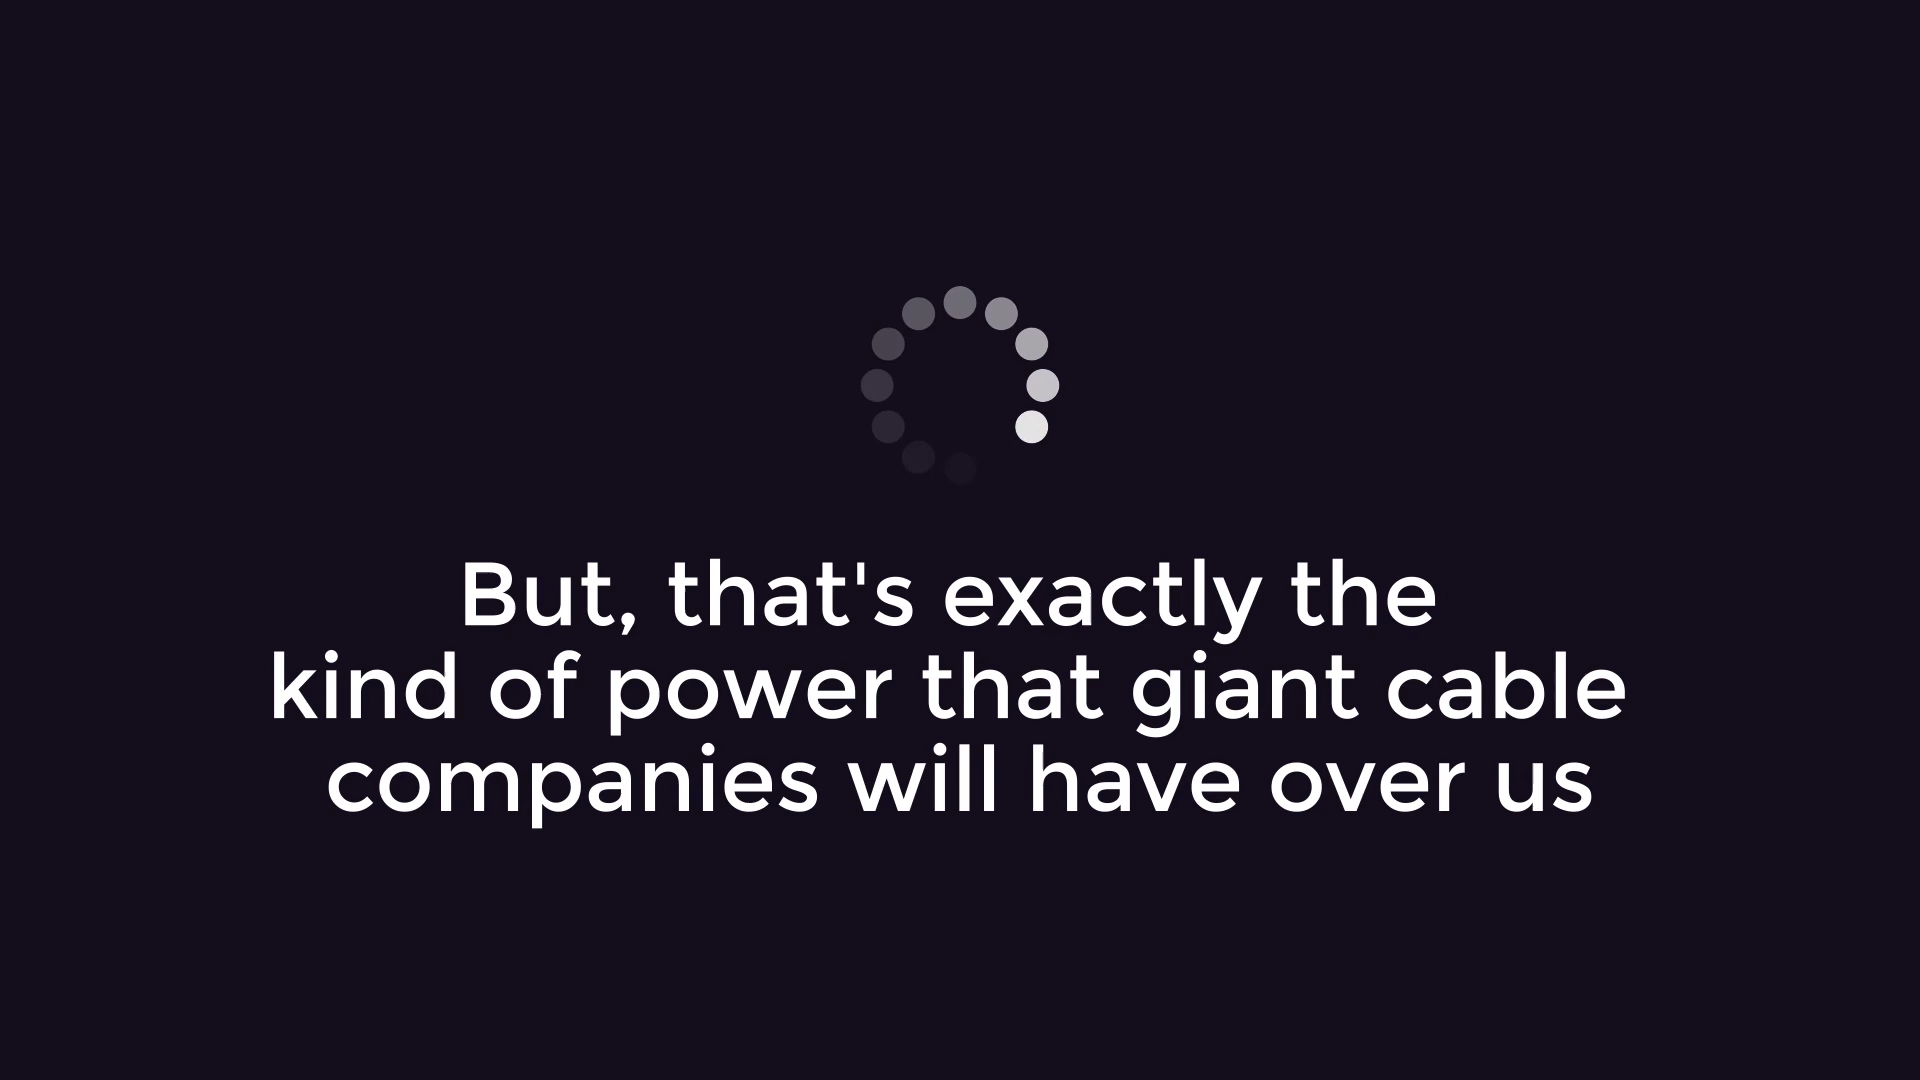 But, that's exactly the
kind of power that giant cable
companies will have over us